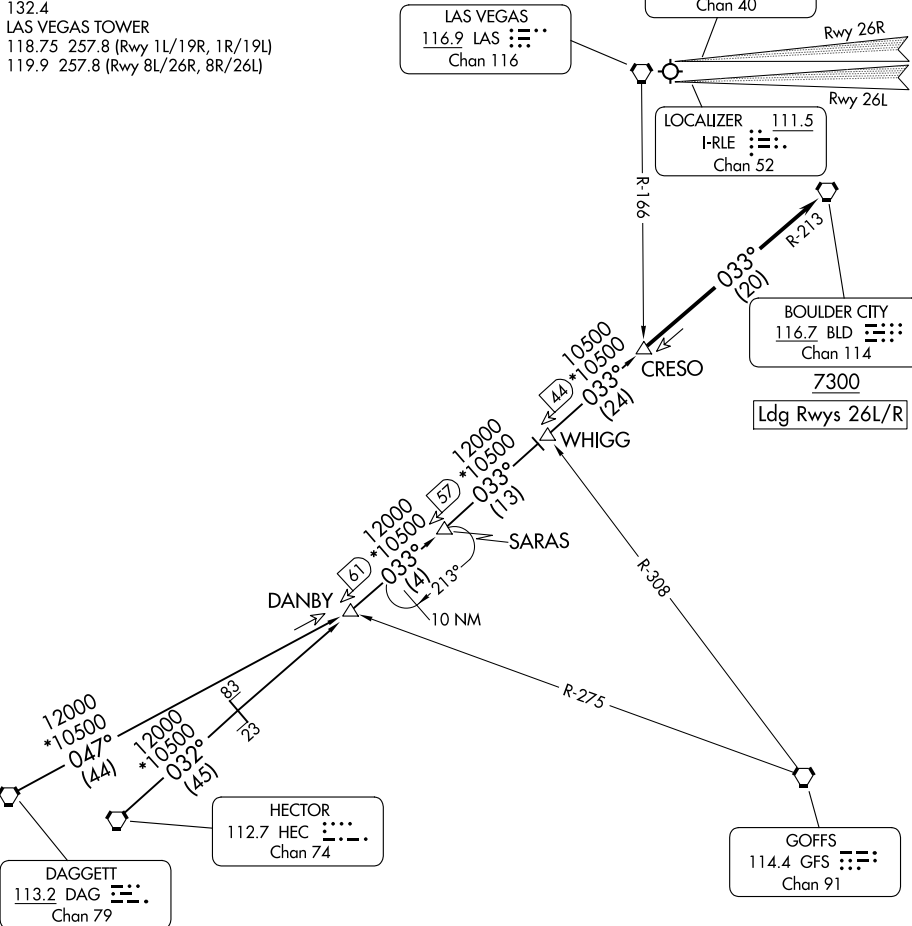 132.4
LAS VEGAS TOWER
118.75 257.8 (Rwy 1L/19R, 1R/19L)
119.9 257.8 (Rwy 8L/26R, 8R/26L)
LAS VEGAS
116.9 LAS
Chan 116
Chan 40
Rwy 26R
Rwy 26L
LOCALIZER 111.5
I-RLE
Chan 52
R-166
R-213
033°
(20)
BOULDER CITY
116.7 BLD
Chan 114
7300
Ldg Rwys 26L/R
CRESO
10500
*10500
033°
(24)
44
WHIGG
12000
*10500
033°
(13)
57
SARAS
12000
*10500
033°
(4)
61
213°
10 NM
DANBY
R-308
R-275
83
23
12000
*10500
047°
(44)
12000
*10500
032°
(45)
HECTOR
112.7 HEC
Chan 74
GOFFS
114.4 GFS
Chan 91
DAGGETT
113.2 DAG
Chan 79